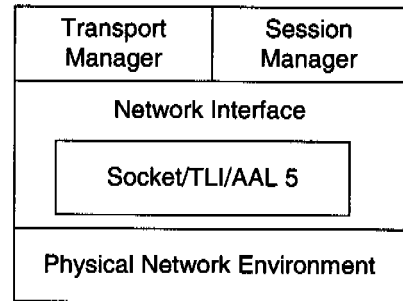 Transport
Manager
Session
Manager
Network Interface
Socket/TLI/AAL 5
Physical Network Environment